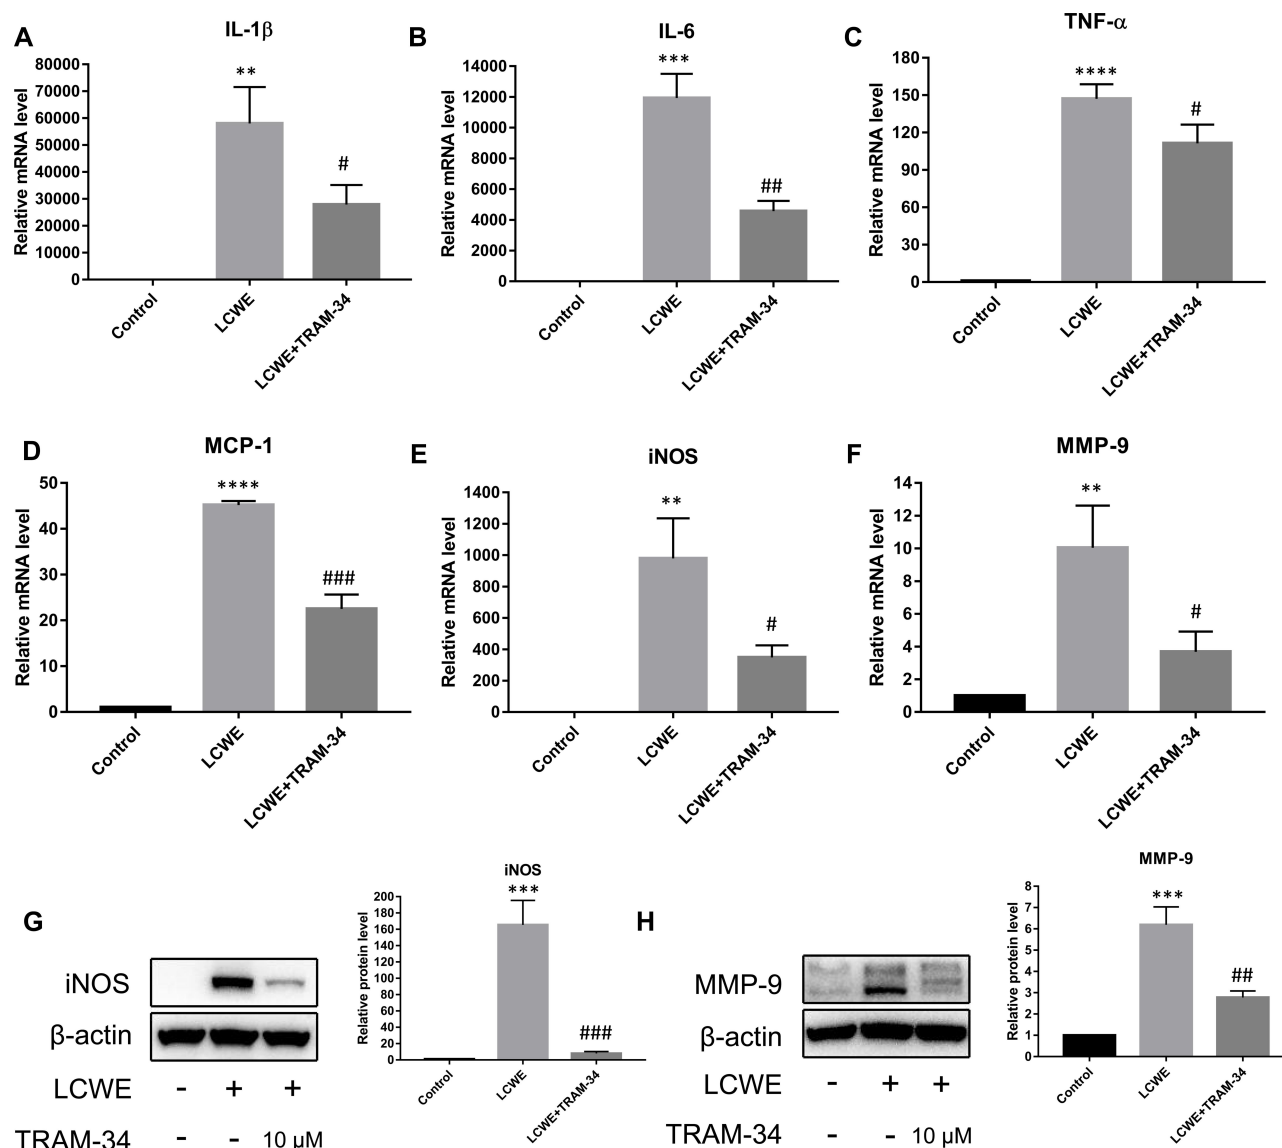 A
IL-1β
Relative mRNA level
80000
70000
60000
50000
40000
30000
20000
10000
0
**
#
Control
LCWE
LCWE+TRAM-34
B
IL-6
Relative mRNA level
14000
12000
10000
8000
6000
4000
2000
0
***
##
Control
LCWE
LCWE+TRAM-34
C
TNF-α
Relative mRNA level
180
150
120
90
60
30
0
****
#
Control
LCWE
LCWE+TRAM-34
D
MCP-1
Relative mRNA level
50
40
30
20
10
0
****
###
Control
LCWE
LCWE+TRAM-34
E
iNOS
Relative mRNA level
1400
1200
1000
800
600
400
200
0
**
#
Control
LCWE
LCWE+TRAM-34
F
MMP-9
Relative mRNA level
14
12
10
8
6
4
2
0
**
#
Control
LCWE
LCWE+TRAM-34
G
iNOS
β-actin
LCWE - + +
TRAM-34 - - 10 μM
iNOS
Relative protein level
200
180
160
140
120
100
80
60
40
20
0
***
###
Control
LCWE
LCWE+TRAM-34
H
MMP-9
β-actin
LCWE - + +
TRAM-34 - - 10 μM
MMP-9
Relative protein level
8
7
6
5
4
3
2
1
0
***
##
Control
LCWE
LCWE+TRAM-34